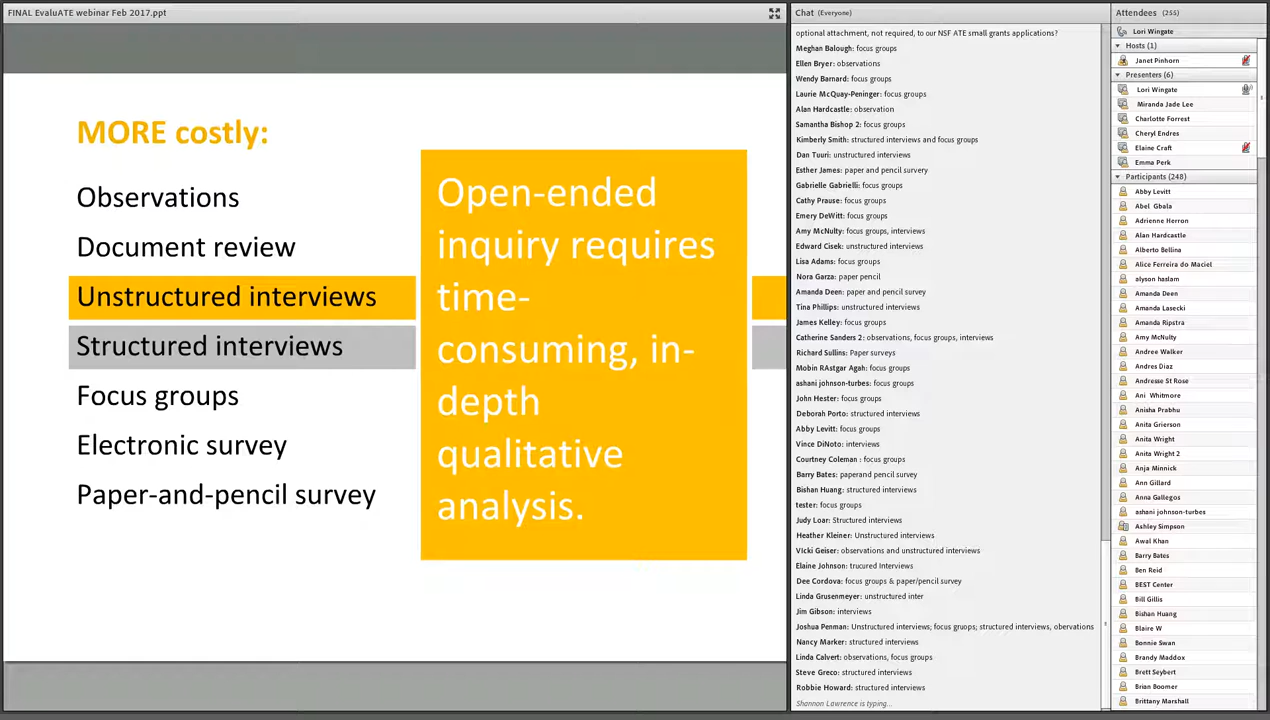 FINAL EvaluATE webinar Feb 2017.ppt
MORE costly:
Observations
Document review
Unstructured interviews
Structured interviews
Focus groups
Electronic survey
Paper-and-pencil survey
Open-ended
inquiry requires
time-
consuming, in-
depth
qualitative
analysis.
Chat (Everyone)
optional attachment, not required, to our NSF ATE small grants applications?
Meghan Balough: focus groups
Ellen Bryer: observations
Wendy Barnard: focus groups
Laurie McQuay-Peninger: focus groups
Alan Hardcastle: observation
Samantha Bishop 2: focus groups
Kimberly Smith: structured interviews and focus groups
Dan Tuuri: unstructured interviews
Esther James: paper and pencil survery
Gabrielle Gabrielli: focus groups
Cathy Prause: focus groups
Emery DeWitt: focus groups
Amy McNulty: focus groups, interviews
Edward Cisek: unstructured interviews
Lisa Adams: focus groups
Nora Garza: paper pencil
Amanda Deen: paper and pencil survey
Tina Phillips: unstructured interviews
James Kelley: focus groups
Catherine Sanders 2: observations, focus groups, interviews
Richard Sullins: Paper surveys
Mobin RAstgar Agah: focus groups
ashani johnson-turbes: focus groups
John Hester: focus groups
Deborah Porto: structured interviews
Abby Levitt: focus groups
Vince DiNoto: interviews
Courtney Coleman : focus groups
Barry Bates: paperand pencil survey
Bishan Huang: structured interviews
tester: focus groups
Judy Loar: Structured interviews
Heather Kleiner: Unstructured interviews
VIcki Geiser: observations and unstructured interviews
Elaine Johnson: trucured Interviews
Dee Cordova: focus groups & paper/pencil survey
Linda Grusenmeyer: unstructured inter
Jim Gibson: interviews
Joshua Penman: Unstructured interviews; focus gruops; structured interviews, obervations
Nancy Marker: structured interviews
Linda Calvert: observations, focus groups
Steve Greco: structured interviews
Robbie Howard: structured interviews
Shannon Lawrence is typing...
Attendees (255)
Lori Wingate
Hosts (1)
Janet Pinhorn
Presenters (6)
Lori Wingate
Miranda Jade Lee
Charlotte Forrest
Cheryl Endres
Elaine Craft
Emma Perk
Participants (248)
Abby Levitt
Abel Gbala
Adrienne Herron
Alan Hardcastle
Alberto Bellina
Alice Ferreira do Maciel
alyson haslam
Amanda Deen
Amanda Lasecki
Amanda Ripstra
Amy McNulty
Andree Walker
Andres Diaz
Andresse St Rose
Ani Whitmore
Anisha Prabhu
Anita Grierson
Anita Wright
Anita Wright 2
Anja Minnick
Ann Gillard
Anna Gallegos
ashani johnson-turbes
Ashley Simpson
Awal Khan
Barry Bates
Ben Reid
BEST Center
Bill Gillis
Bishan Huang
Blaire W
Bonnie Swan
Brandy Maddox
Brett Seybert
Brian Boomer
Brittany Marshall